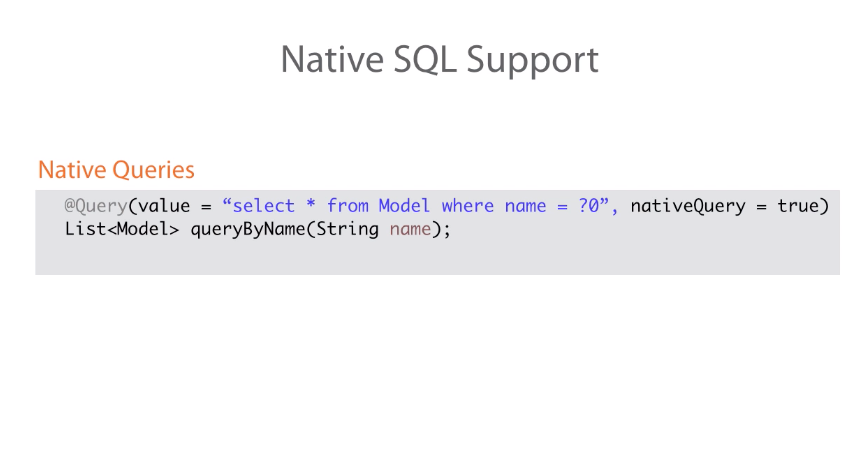 Native SQL Support
Native Queries
@Query(value = “select * from Model where name = ?0”, nativeQuery = true)
List<Model> queryByName(String name);